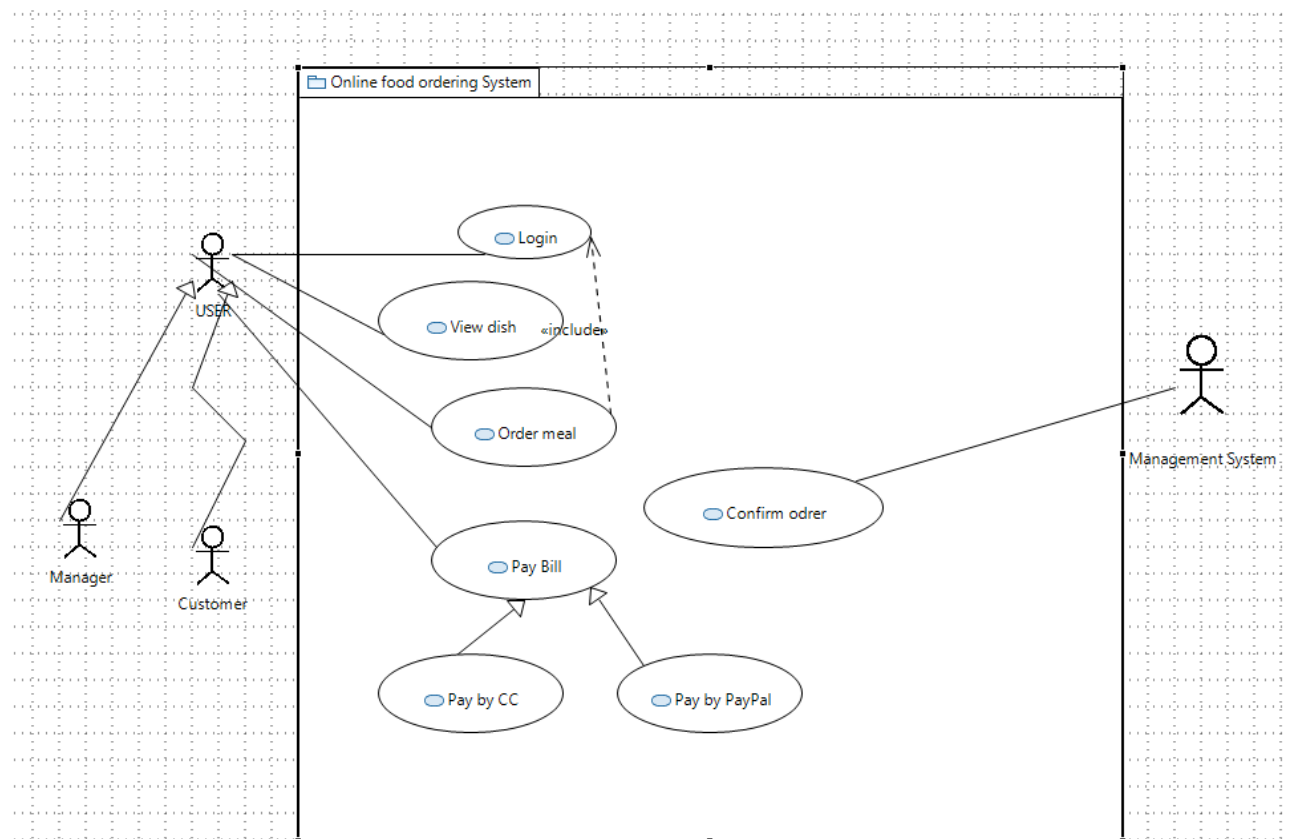 Online food ordering System
Login
USER
View dish
«include»
Order meal
Management System
Confirm odrer
Pay Bill
Manager
Customer
Pay by CC
Pay by PayPal